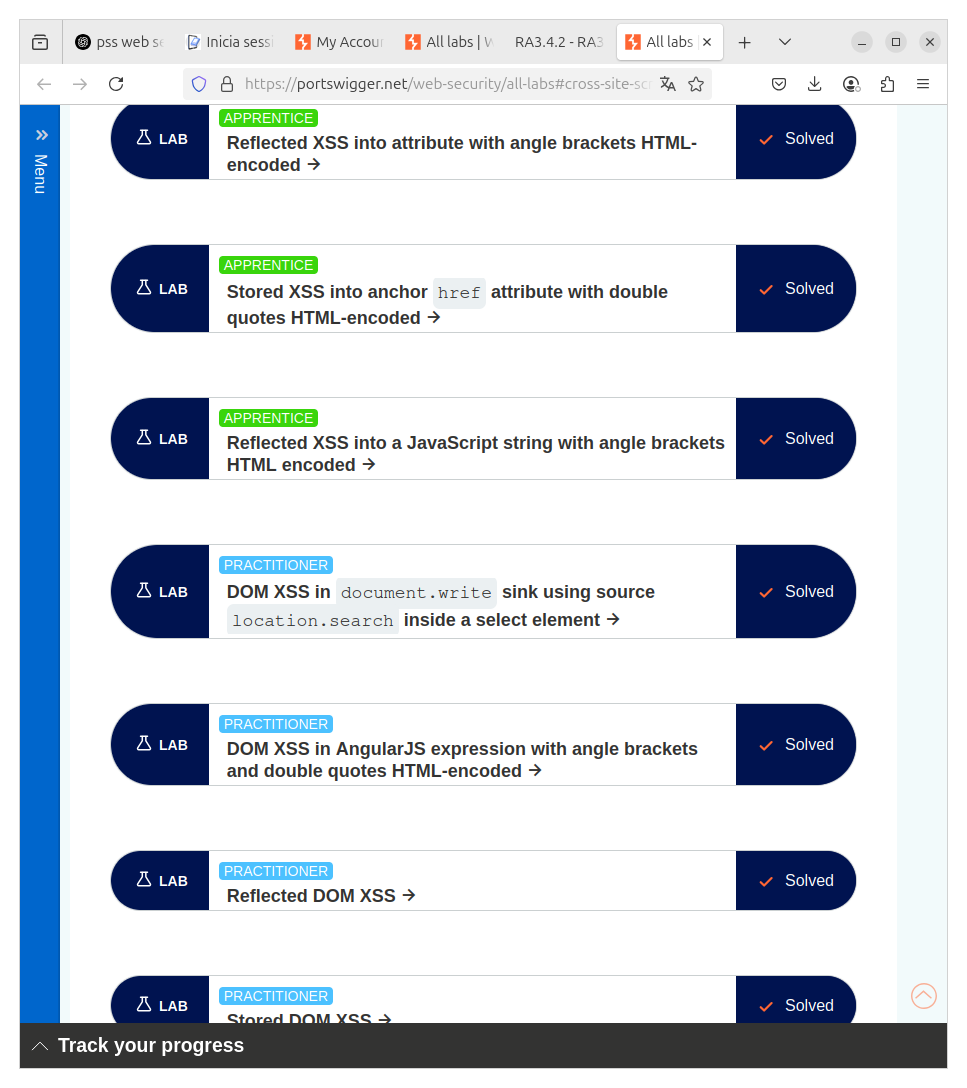 pss web se
Inicia sessi
My Accour
All labs | W
RA3.4.2 - RA3
All labs
https://portswigger.net/web-security/all-labs#cross-site-scr
Menu
LAB
APPRENTICE
Reflected XSS into attribute with angle brackets HTML-
encoded
Solved
LAB
APPRENTICE
Stored XSS into anchor href attribute with double
quotes HTML-encoded
Solved
LAB
APPRENTICE
Reflected XSS into a JavaScript string with angle brackets
HTML encoded
Solved
LAB
PRACTITIONER
DOM XSS in document.write sink using source
location.search inside a select element
Solved
LAB
PRACTITIONER
DOM XSS in AngularJS expression with angle brackets
and double quotes HTML-encoded
Solved
LAB
PRACTITIONER
Reflected DOM XSS
Solved
LAB
PRACTITIONER
Stored DOM XSS
Solved
Track your progress